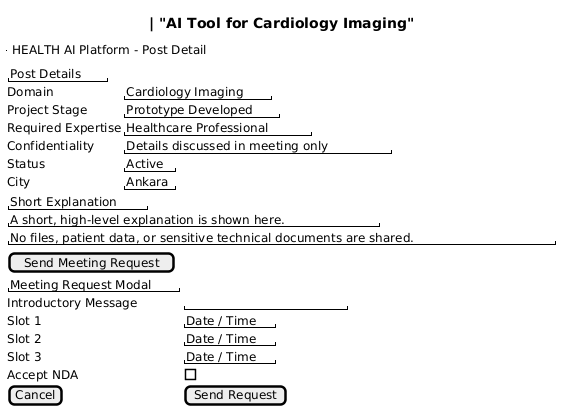 | "AI Tool for Cardiology Imaging"
· HEALTH AI Platform - Post Detail
Post Details
Domain Cardiology Imaging
Project Stage Prototype Developed
Required Expertise Healthcare Professional
Confidentiality Details discussed in meeting only
Status Active
City Ankara
Short Explanation
A short, high-level explanation is shown here.
No files, patient data, or sensitive technical documents are shared.
Send Meeting Request
Meeting Request Modal
Introductory Message
Slot 1 Date / Time
Slot 2 Date / Time
Slot 3 Date / Time
Accept NDA
Cancel Send Request